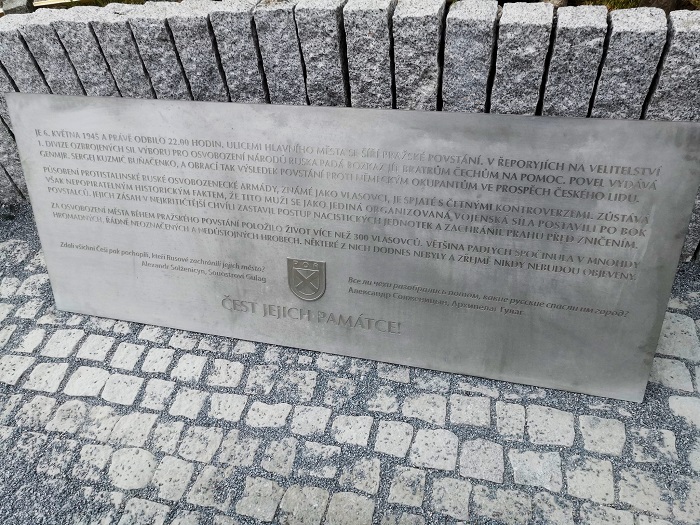 JE 6. KVĚTNA 1945 A PRÁVĚ ODBILO 22.00 HODIN. ULICEMI HLAVNÍHO MĚSTA SE ŠÍŘÍ PRAŽSKÉ POVSTÁNÍ. V ŘEPORYJÍCH NA VELITELSTVÍ
1. DIVIZE OZBROJENÝCH SIL VÝBORU PRO OSVOBOZENÍ NÁRODŮ RUSKA PADÁ ROZKAZ JÍT BRATRŮM ČECHŮM NA POMOC. POVEL VYDÁVÁ
GENMJR. SERGEJ KUZMIČ BUŇAČENKO, A OBRACÍ TAK VÝSLEDEK POVSTÁNÍ PROTI NĚMECKÝM OKUPANTŮM VE PROSPĚCH ČESKÉHO LIDU.
PŮSOBENÍ PROTISTALINSKÉ RUSKÉ OSVOBOZENECKÉ ARMÁDY, ZNÁMÉ JAKO VLASOVCI, JE SPJATÉ S ČETNÝMI KONTROVERZEMI. ZŮSTÁVÁ
VŠAK NEPOPIRATELNÝM HISTORICKÝM FAKTEM, ŽE TITO MUŽI SE JAKO JEDINÁ ORGANIZOVANÁ VOJENSKÁ SÍLA POSTAVILI PO BOK
POVSTALCŮ. JEJICH ZÁSAH V NEJKRITIČTĚJŠÍ CHVÍLI ZASTAVIL POSTUP NACISTICKÝCH JEDNOTEK A ZACHRÁNIL PRAHU PŘED ZNIČENÍM.
ZA OSVOBOZENÍ MĚSTA BĚHEM PRAŽSKÉHO POVSTÁNÍ POLOŽILO ŽIVOT VÍCE NEŽ 300 VLASOVCŮ. VĚTŠINA PADLÝCH SPOČINULA V MNOHDY
HROMADNÝCH, ŘÁDNĚ NEOZNAČENÝCH A NEDŮSTOJNÝCH HROBECH. NĚKTERÉ Z NICH DODNES NEBYLY A ZŘEJMĚ NIKDY NEBUDOU OBJEVENY.
Zdali všichni Češi pak pochopili, kteří Rusové zachránili jejich město?
Alexandr Solženicyn, Souostroví Gulag
Все ли чехи разобрались потом, какие русские спасли им город?
Александр Солженицын, Архипелаг Гулаг
ČEST JEJICH PAMÁTCE!